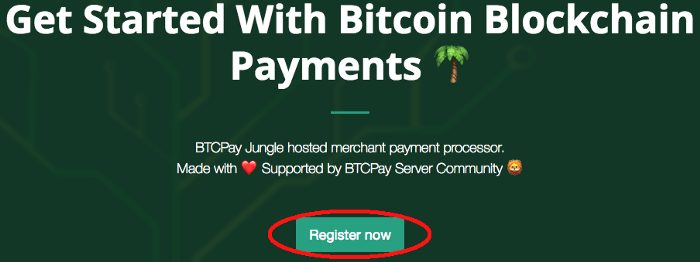 Get Started With Bitcoin Blockchain
Payments 🌴
BTCPay Jungle hosted merchant payment processor.
Made with ❤️ Supported by BTCPay Server Community 🦁
Register now